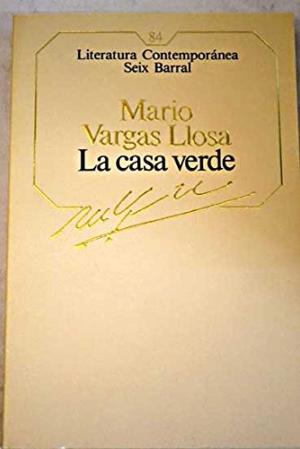 84
Literatura Contemporánea
Seix Barral
Mario
Vargas Llosa
La casa verde